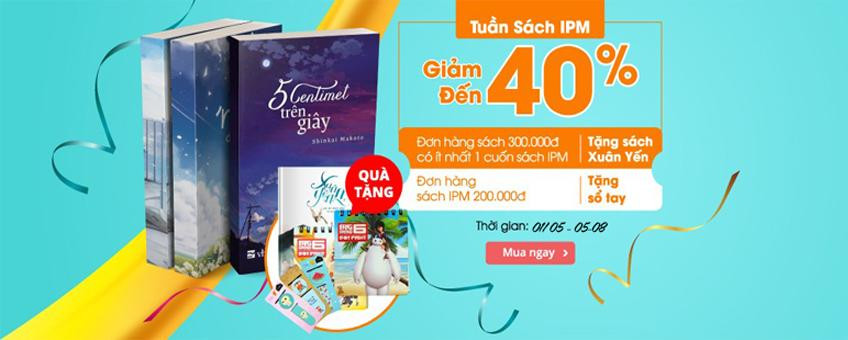 Tuần Sách IPM
Giảm
Đến
40%
5 Centimet
trên
giây
Shinkai Makoto
Đơn hàng sách 300.000đ
có ít nhất 1 cuốn sách IPM
Tặng sách
Xuân Yến
Đơn hàng
sách IPM 200.000đ
Tặng
sổ tay
QUÀ
TẶNG
Thời gian: 01/05 - 05.08
Mua ngay